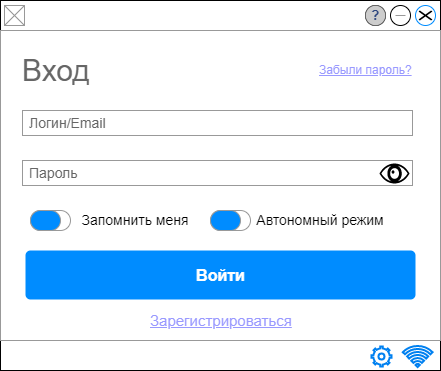 ?
Вход
Забыли пароль?
Логин/Email
Пароль
Запомнить меня
Автономный режим
Войти
Зарегистрироваться